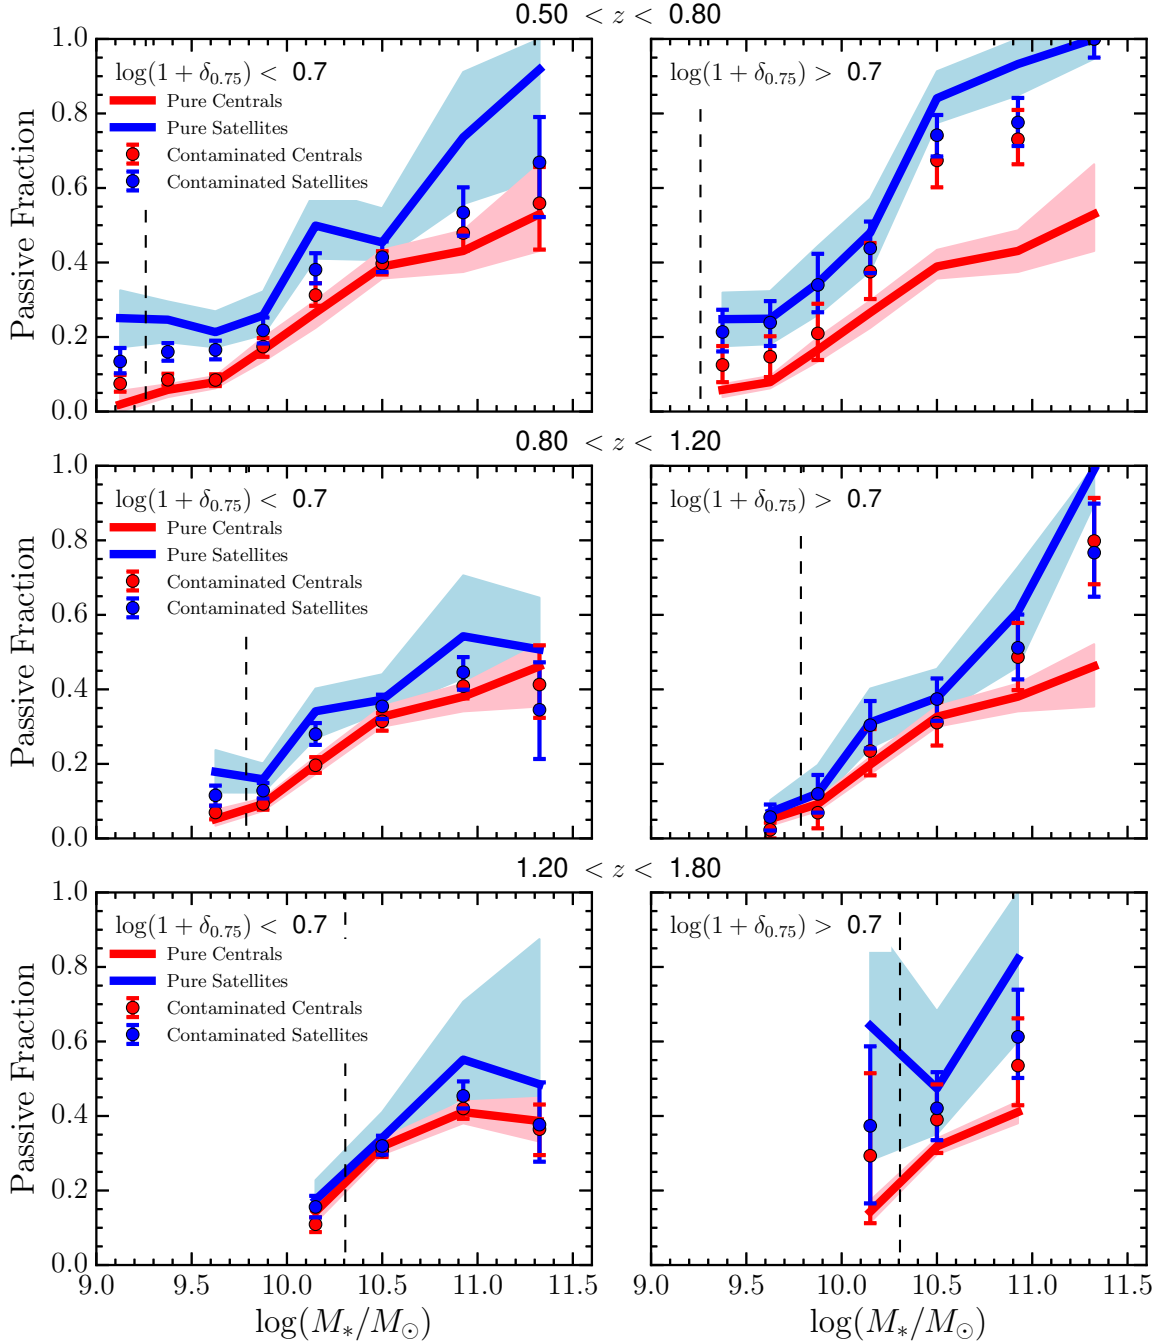 0.50 < z < 0.80
log(1 + δ0.75) < 0.7
Pure Centrals
Pure Satellites
Contaminated Centrals
Contaminated Satellites
log(1 + δ0.75) > 0.7
Passive Fraction
1.0
0.8
0.6
0.4
0.2
0.0
0.80 < z < 1.20
log(1 + δ0.75) < 0.7
Pure Centrals
Pure Satellites
Contaminated Centrals
Contaminated Satellites
log(1 + δ0.75) > 0.7
Passive Fraction
1.0
0.8
0.6
0.4
0.2
0.0
1.20 < z < 1.80
log(1 + δ0.75) < 0.7
Pure Centrals
Pure Satellites
Contaminated Centrals
Contaminated Satellites
log(1 + δ0.75) > 0.7
Passive Fraction
1.0
0.8
0.6
0.4
0.2
0.0
9.0 9.5 10.0 10.5 11.0 11.5
9.5 10.0 10.5 11.0 11.5
log(M*/M⊙)
log(M*/M⊙)